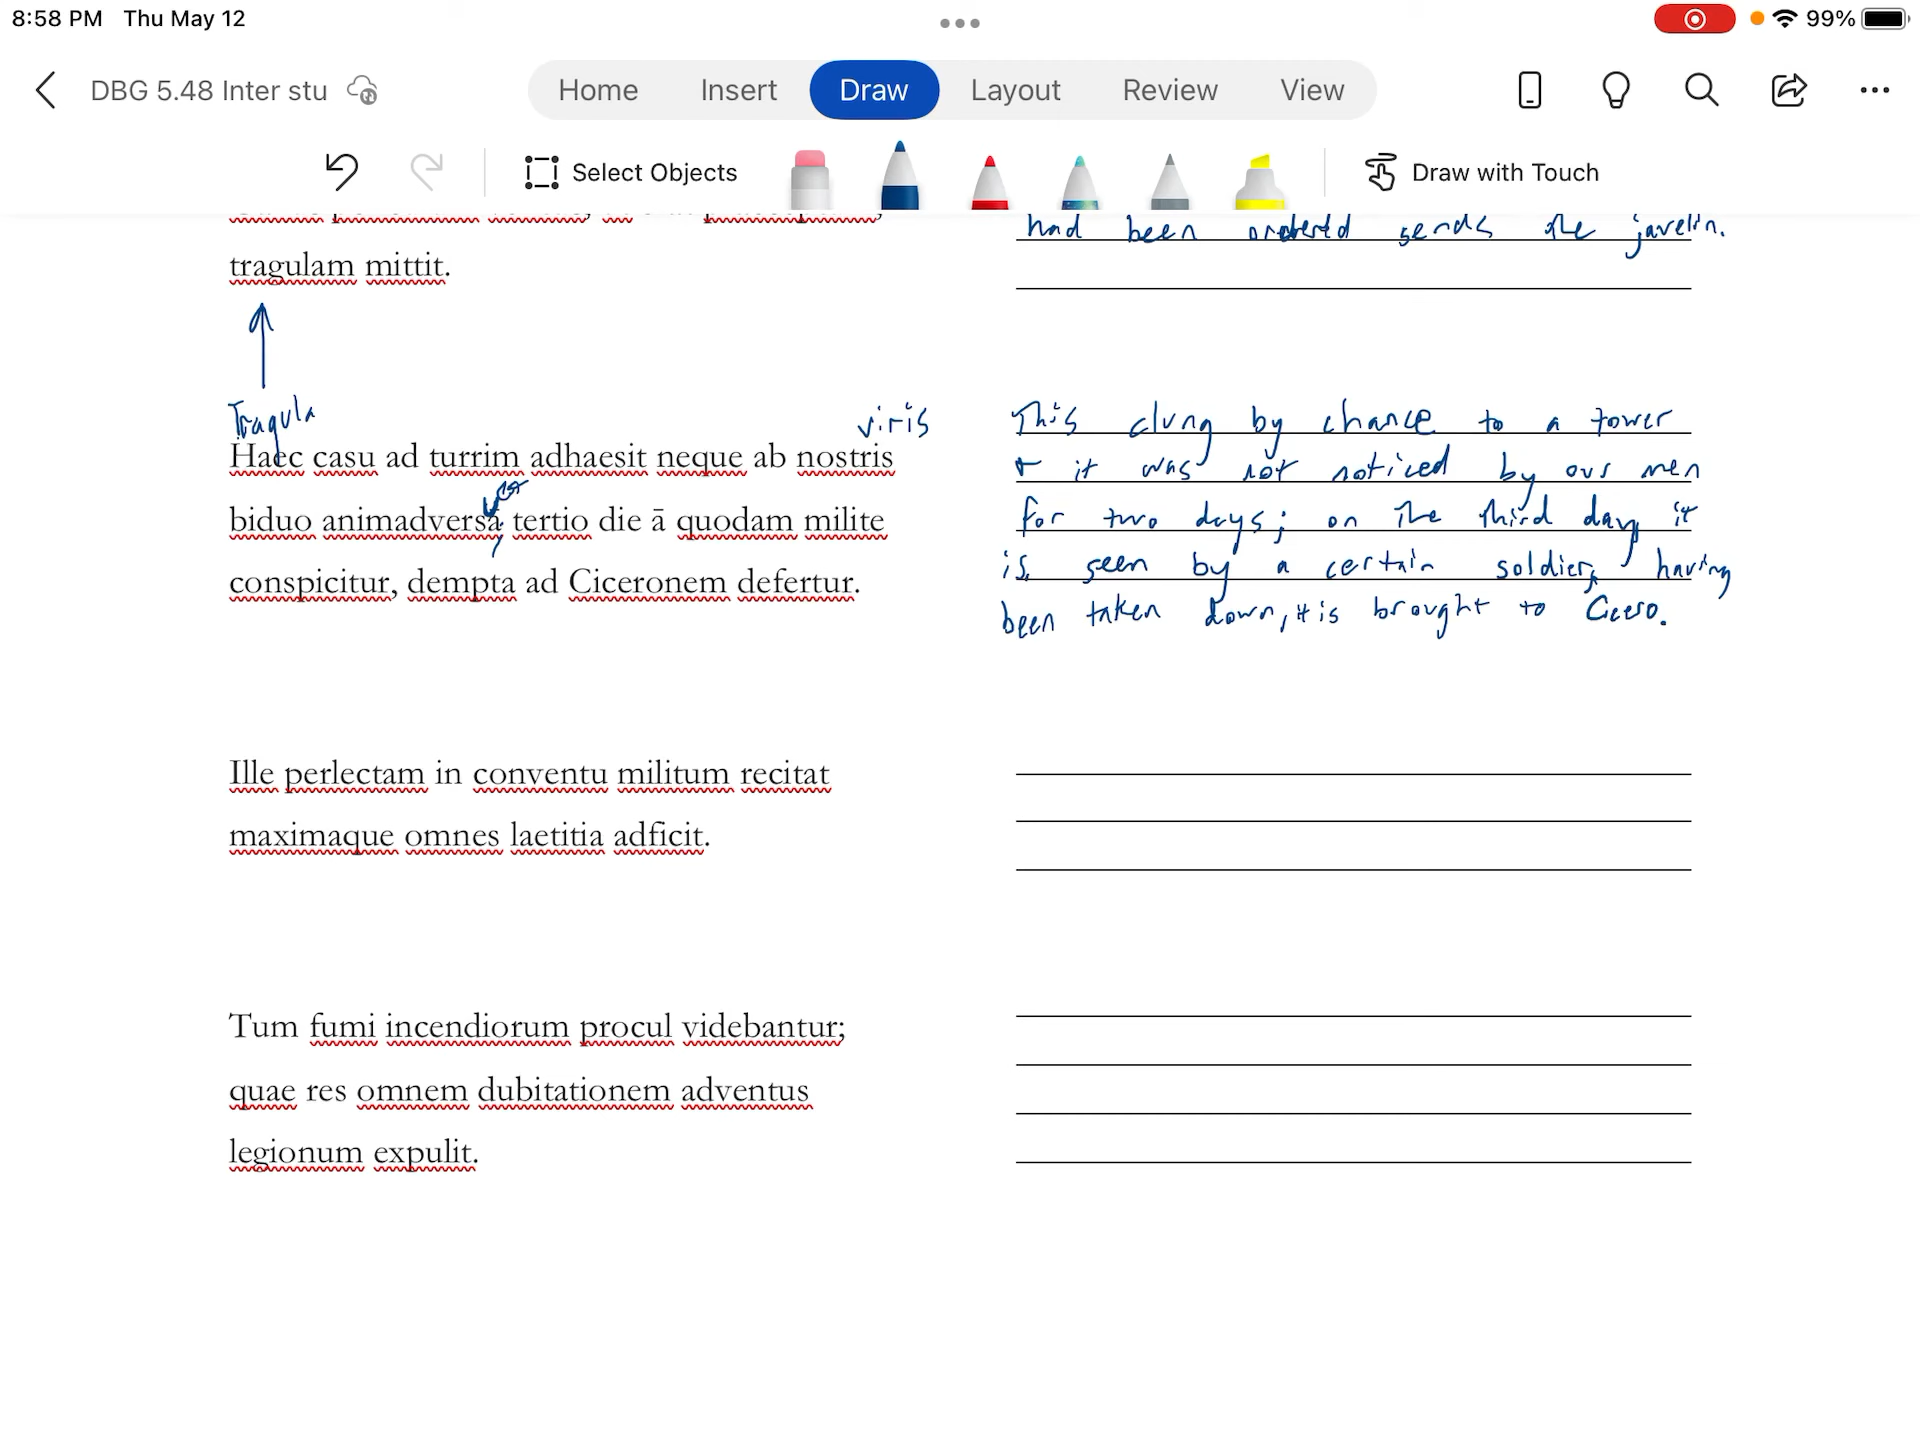 8:58 PM Thu May 12
99%
DBG 5.48 Inter stu
Home Insert Draw Layout Review View
Select Objects
Draw with Touch
had been ordered sends the javelin.
tragulam mittit.
Tragula
viris
Haec casu ad turrim adhaesit neque ab nostris
biduo animadversa; tertio die ā quodam milite
conspicitur, dempta ad Ciceronem defertur.
This clung by chance to a tower
+ it was not noticed by our men
for two days; on the third day it
is seen by a certain soldier, having
been taken down, it is brought to Cicero.
Ille perlectam in conventu militum recitat
maximaque omnes laetitia adficit.
Tum fumi incendiorum procul videbantur;
quae res omnem dubitationem adventus
legionum expulit.